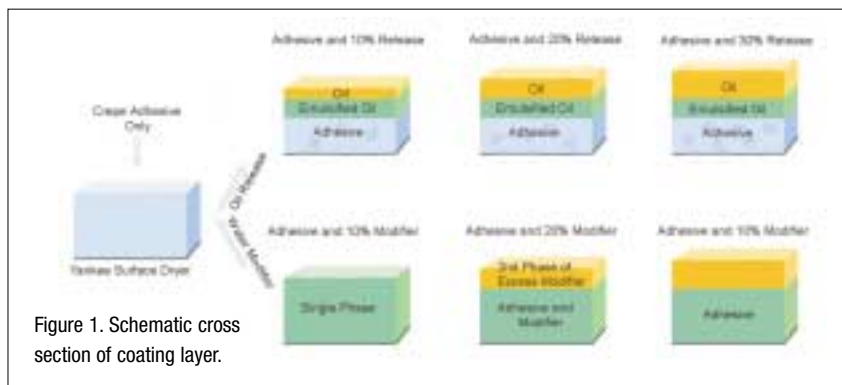 Adhesive and 10% Release
Adhesive and 20% Release
Adhesive and 30% Release
Oil
Emulsified Oil
Adhesive
Oil
Emulsified Oil
Adhesive
Oil
Emulsified Oil
Adhesive
Crepe Adhesive
Only
Oil Release
Water Modifier
Yankee Surface Dryer
Adhesive and 10% Modifier
Adhesive and 20% Modifier
Adhesive and 10% Modifier
Single Phase
2nd Phase of
Excess Modifier
Adhesive and
Modifier
Adhesive
Figure 1. Schematic cross
section of coating layer.